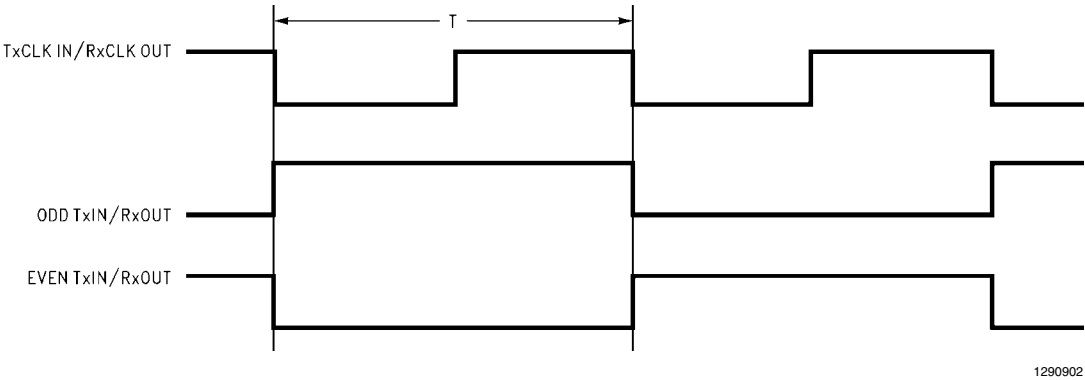 T
TxCLK IN/RxCLK OUT
ODD TxIN/RxOUT
EVEN TxIN/RxOUT
1290902